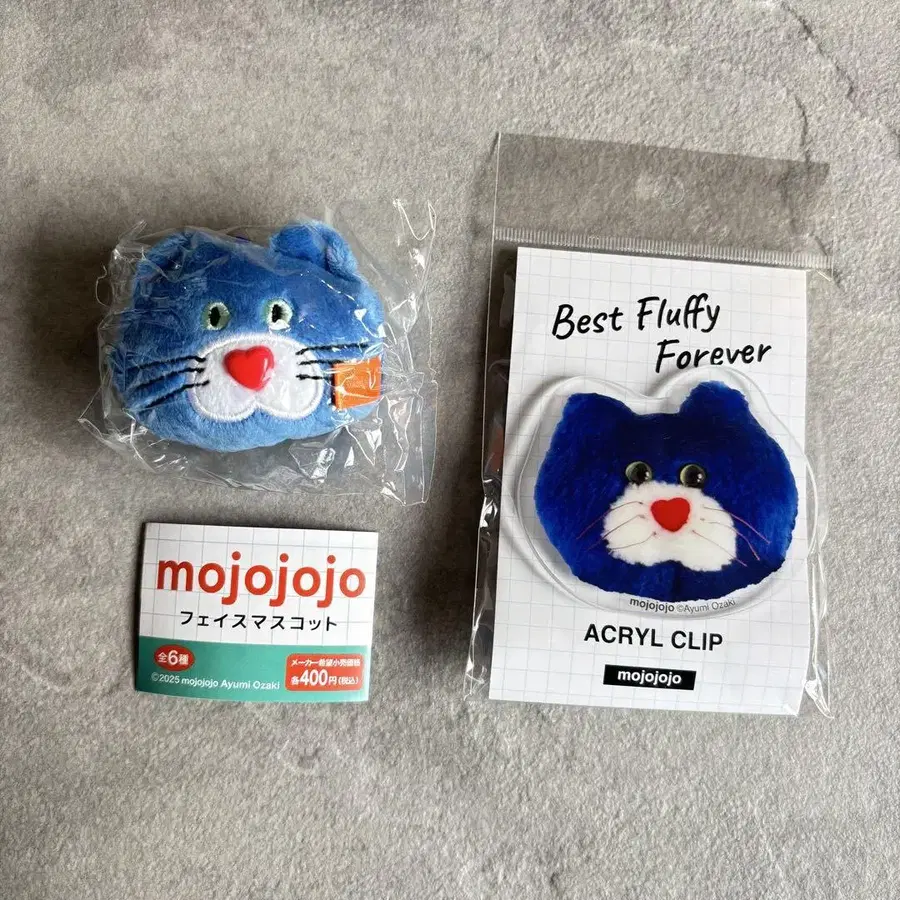 mojojojo
フェイスマスコット
全6種
メーカー希望小売価格
各400円(税込)
©2025 mojojojo Ayumi Ozaki
Best Fluffy
Forever
mojojojo ©Ayumi Ozaki
ACRYL CLIP
mojojojo